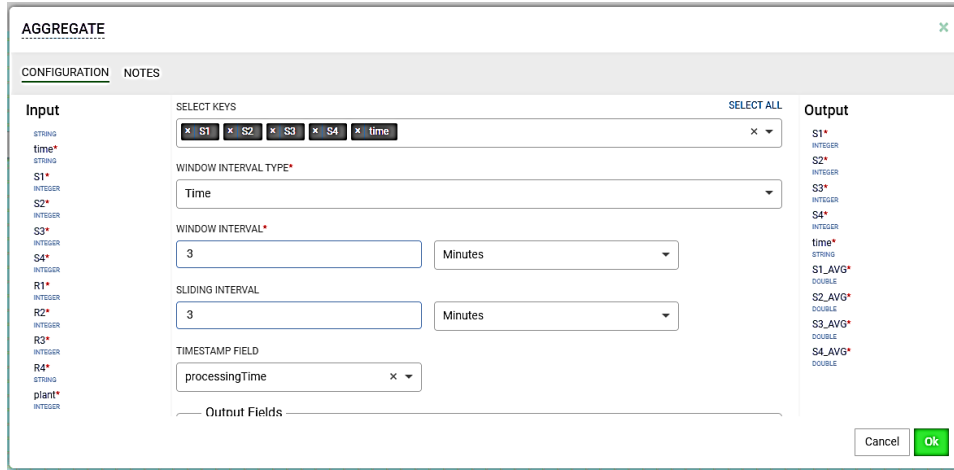 AGGREGATE
×
CONFIGURATION NOTES
Input
STRING
time*
STRING
S1*
INTEGER
S2*
INTEGER
S3*
INTEGER
S4*
INTEGER
R1*
INTEGER
R2*
INTEGER
R3*
INTEGER
R4*
STRING
plant*
INTEGER
SELECT KEYS
SELECT ALL
× S1 × S2 × S3 × S4 × time
WINDOW INTERVAL TYPE*
Time
WINDOW INTERVAL*
3 Minutes
SLIDING INTERVAL
3 Minutes
TIMESTAMP FIELD
processingTime
Output Fields
Output
S1*
INTEGER
S2*
INTEGER
S3*
INTEGER
S4*
INTEGER
time*
STRING
S1_AVG*
DOUBLE
S2_AVG*
DOUBLE
S3_AVG*
DOUBLE
S4_AVG*
DOUBLE
Cancel Ok